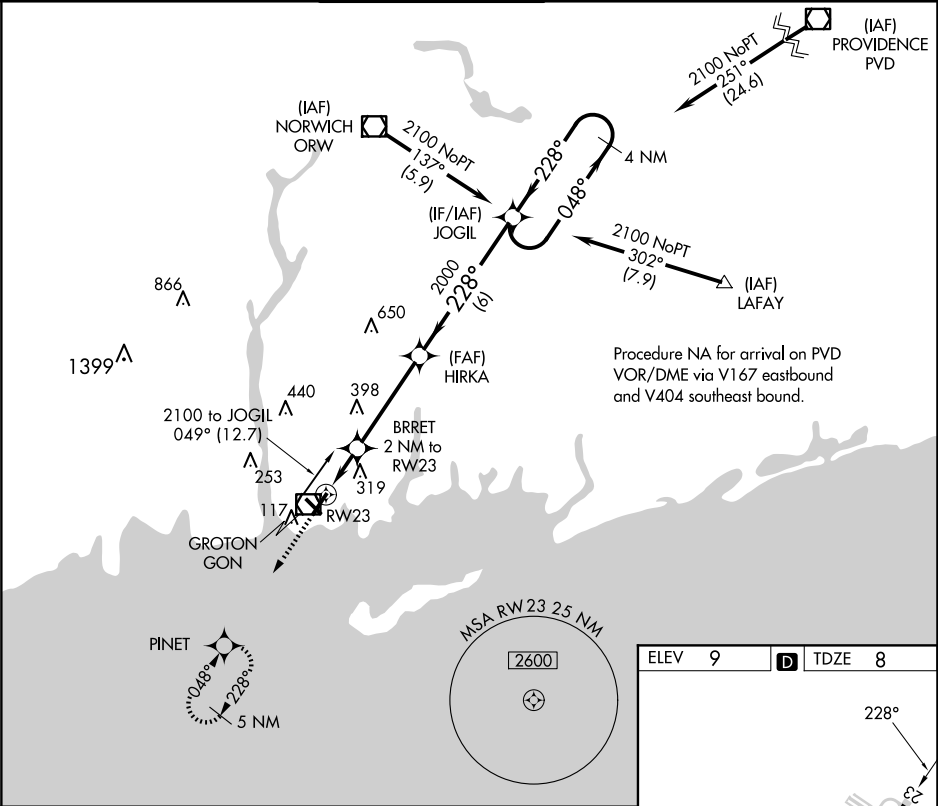 (IAF)
PROVIDENCE
PVD
2100 NoPT
251°
(24.6)
(IAF)
NORWICH
ORW
2100 NoPT
137°
(5.9)
228°
048°
4 NM
(IF/IAF)
JOGIL
2100 NoPT
302°
(7.9)
(IAF)
LAFAY
2000
228°
(6)
866
650
1399
(FAF)
HIRKA
Procedure NA for arrival on PVD
VOR/DME via V167 eastbound
and V404 southeast bound.
440
398
2100 to JOGIL
049° (12.7)
BRRET
2 NM to
RW23
253
319
117
RW23
GROTON
GON
PINET
048°
228°
5 NM
MSA RW23 25 NM
2600
ELEV 9
D
TDZE 8
228°
23